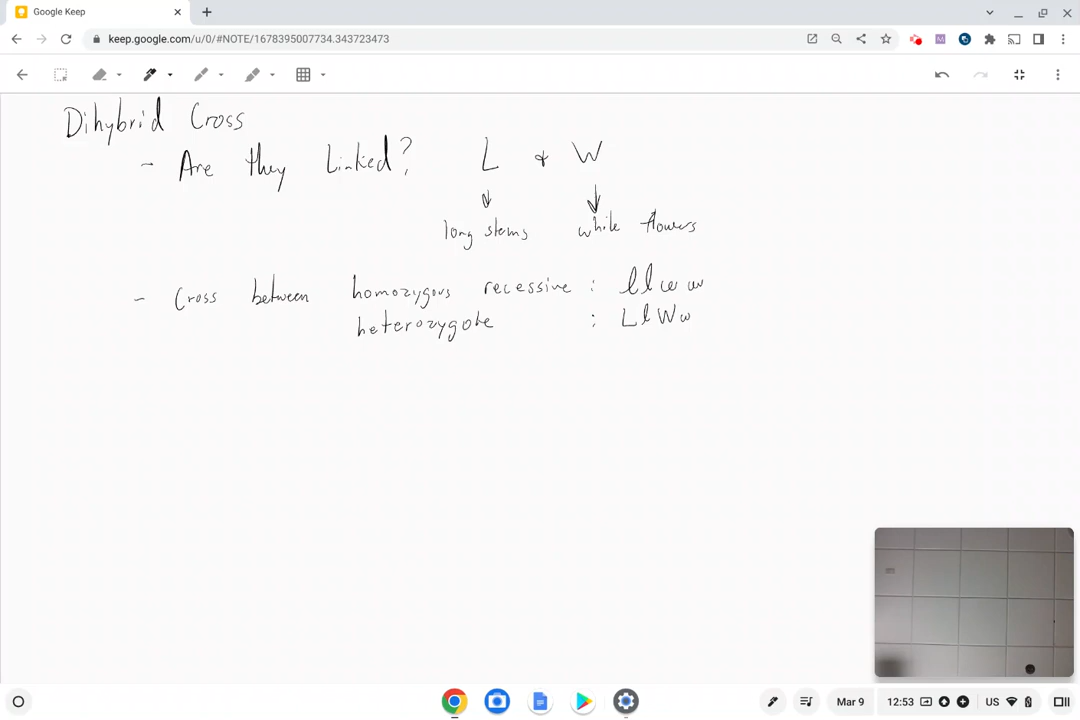 Google Keep
keep.google.com/u/0/#NOTE/1678395007734.343723473
Dihybrid Cross
- Are they Linked? L + W
long stems white flowers
- Cross between homozygous recessive : llww
heterozygote : LlWw
Mar 9 12:53 US